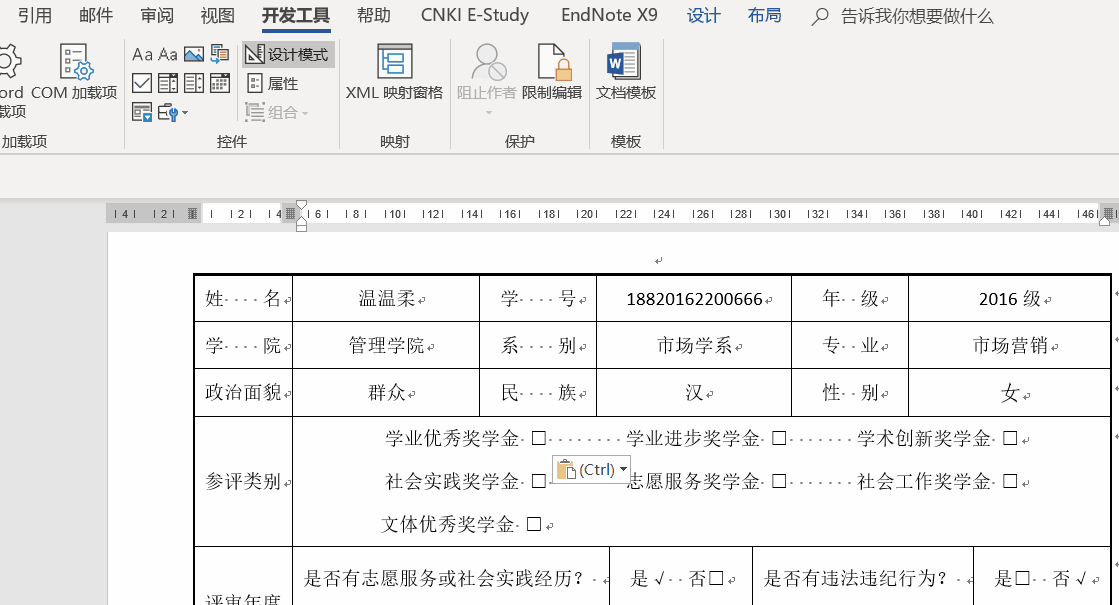 引用 邮件 审阅 视图 开发工具 帮助 CNKI E-Study EndNote X9 设计 布局 告诉我你想要做什么
Aa Aa 设计模式
ord COM 加载项 属性 XML 映射窗格 阻止作者 限制编辑 文档模板
载项 组合
加载项 控件 映射 保护 模板
4 2 2 4 6 8 10 12 14 16 18 20 22 24 26 28 30 32 34 36 38 40 42 44 46
姓 名 温温柔 学 号 18820162200666 年 级 2016 级
学 院 管理学院 系 别 市场学系 专 业 市场营销
政治面貌 群众 民 族 汉 性 别 女
学业优秀奖学金 □ 学业进步奖学金 □ 学术创新奖学金 □
(Ctrl)
参评类别 社会实践奖学金 □ 志愿服务奖学金 □ 社会工作奖学金 □
文体优秀奖学金 □
是否有志愿服务或社会实践经历？ 是√ 否□ 是否有违法违纪行为？ 是□ 否√
评审年度